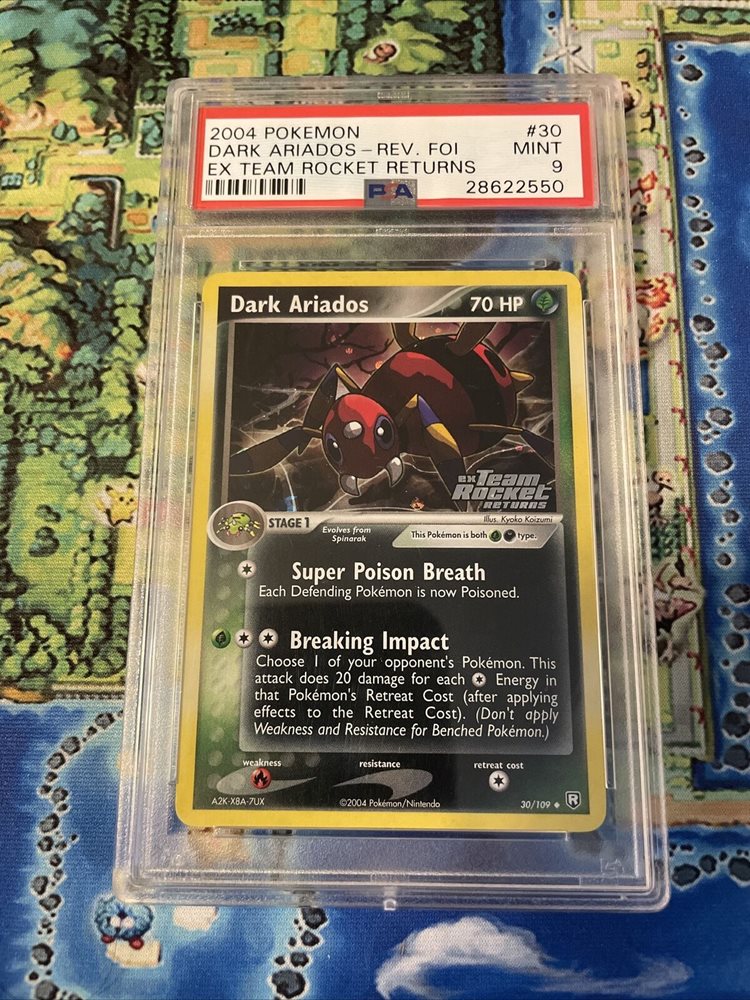 2004 POKEMON #30
DARK ARIADOS - REV. FOI MINT
EX TEAM ROCKET RETURNS 9
PSA 28622550
Dark Ariados 70 HP
ex Team
Rocket
RETURNS
Illus. Kyoko Koizumi
STAGE 1
Evolves from
Spinarak
This Pokémon is both type.
Super Poison Breath
Each Defending Pokémon is now Poisoned.
Breaking Impact
Choose 1 of your opponent's Pokémon. This
attack does 20 damage for each Energy in
that Pokémon's Retreat Cost (after applying
effects to the Retreat Cost). (Don't apply
Weakness and Resistance for Benched Pokémon.)
weakness resistance retreat cost
A2K-X8A-7UX ©2004 Pokémon/Nintendo 30/109 R